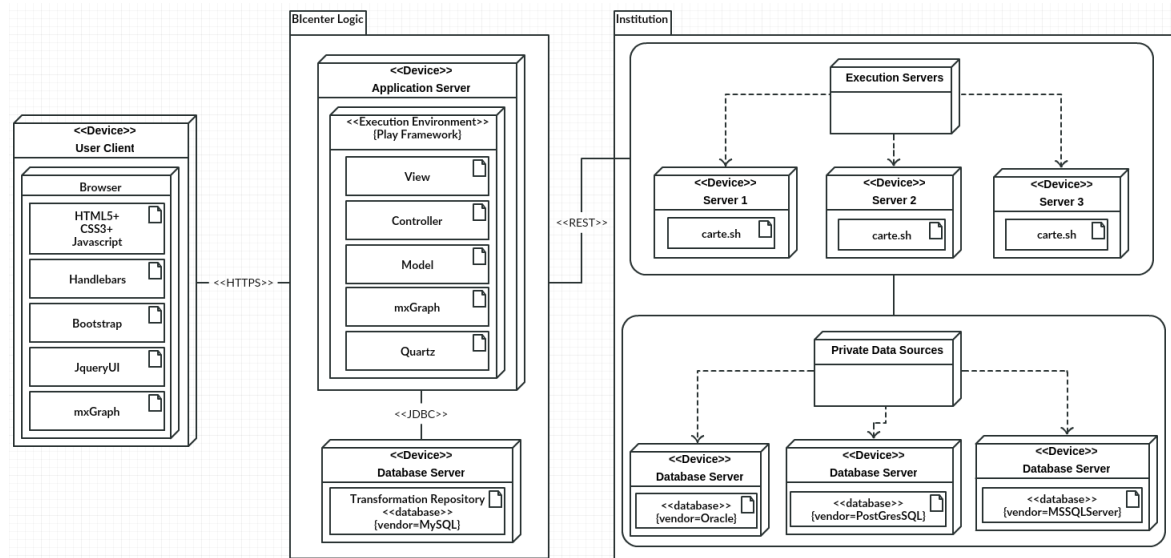 <<Device>>
User Client
Browser
HTML5+
CSS3+
Javascript
Handlebars
Bootstrap
JqueryUI
mxGraph
<<HTTPS>>
BIcenter Logic
<<Device>>
Application Server
<<Execution Environment>>
{Play Framework}
View
Controller
Model
mxGraph
Quartz
<<JDBC>>
<<Device>>
Database Server
Transformation Repository
<<database>>
{vendor=MySQL}
<<REST>>
Institution
Execution Servers
<<Device>>
Server 1
carte.sh
<<Device>>
Server 2
carte.sh
<<Device>>
Server 3
carte.sh
Private Data Sources
<<Device>>
Database Server
<<database>>
{vendor=Oracle}
<<Device>>
Database Server
<<database>>
{vendor=PostGresSQL}
<<Device>>
Database Server
<<database>>
{vendor=MSSQLServer}